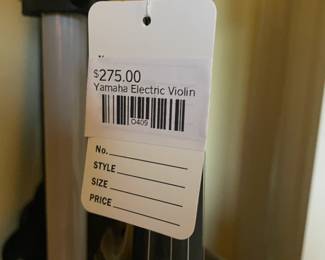 $275.00
Yamaha Electric Violin
0409
No.
STYLE
SIZE
PRICE